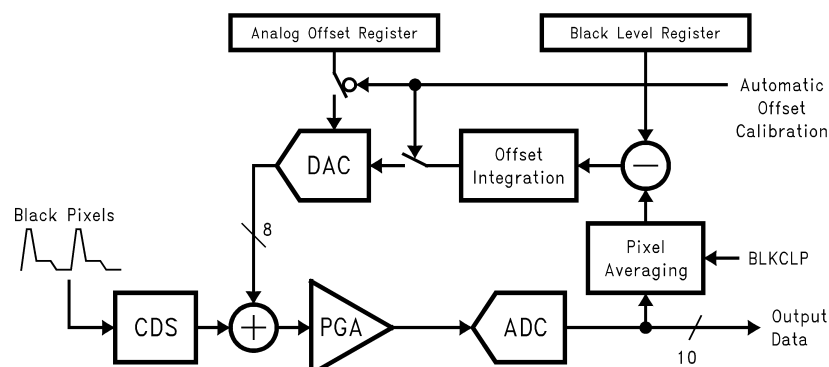 Analog Offset Register
Black Level Register
Automatic
Offset
Calibration
DAC
Offset
Integration
−
Black Pixels
8
Pixel
Averaging
BLKCLP
CDS
+
PGA
ADC
10
Output
Data